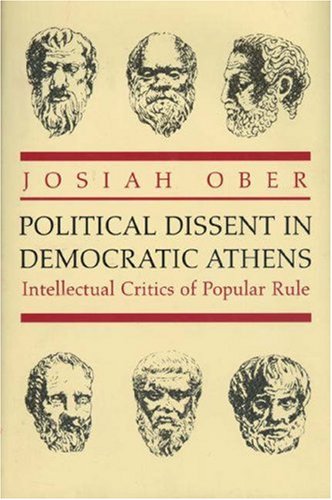 JOSIAH OBER
POLITICAL DISSENT IN
DEMOCRATIC ATHENS
Intellectual Critics of Popular Rule